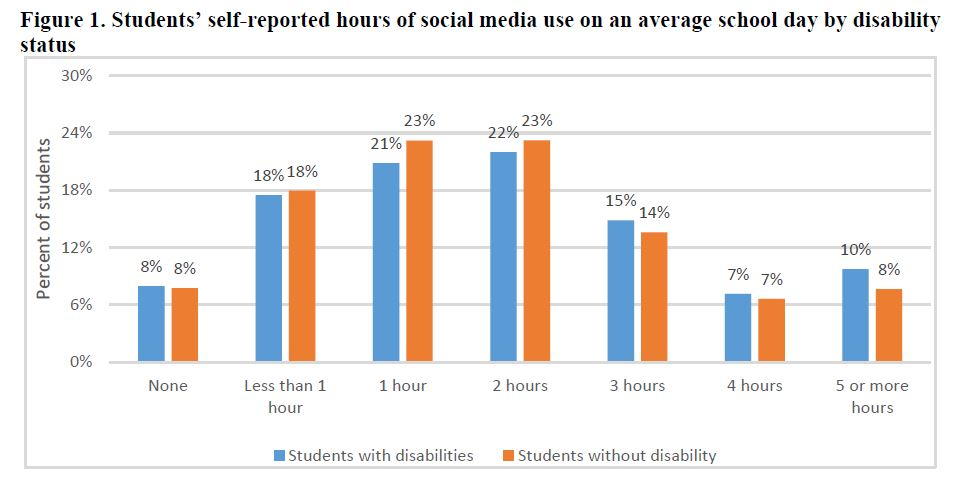 Figure 1. Students’ self-reported hours of social media use on an average school day by disability
status
30%
24%
18%
12%
6%
0%
Percent of students
8% 8%
18% 18%
21% 23%
22% 23%
15% 14%
7% 7%
10% 8%
None
Less than 1
hour
1 hour
2 hours
3 hours
4 hours
5 or more
hours
Students with disabilities
Students without disability